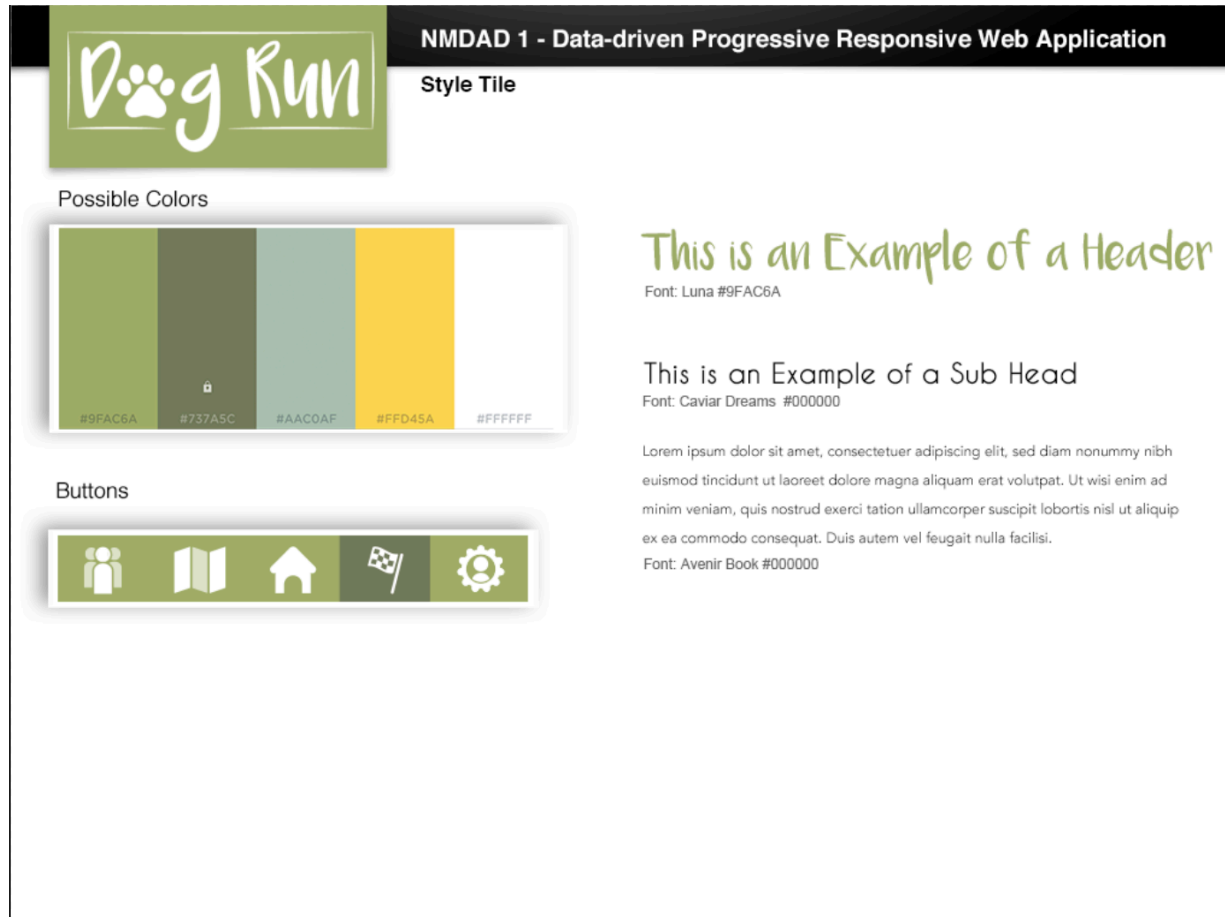 Dog Run
NMDAD 1 - Data-driven Progressive Responsive Web Application
Style Tile
Possible Colors
#9FAC6A #737A5C #AAC0AF #FFD45A #FFFFFF
Buttons
This is an Example of a Header
Font: Luna #9FAC6A
This is an Example of a Sub Head
Font: Caviar Dreams #000000
Lorem ipsum dolor sit amet, consectetuer adipiscing elit, sed diam nonummy nibh
euismod tincidunt ut laoreet dolore magna aliquam erat volutpat. Ut wisi enim ad
minim veniam, quis nostrud exerci tation ullamcorper suscipit lobortis nisl ut aliquip
ex ea commodo consequat. Duis autem vel feugait nulla facilisi.
Font: Avenir Book #000000